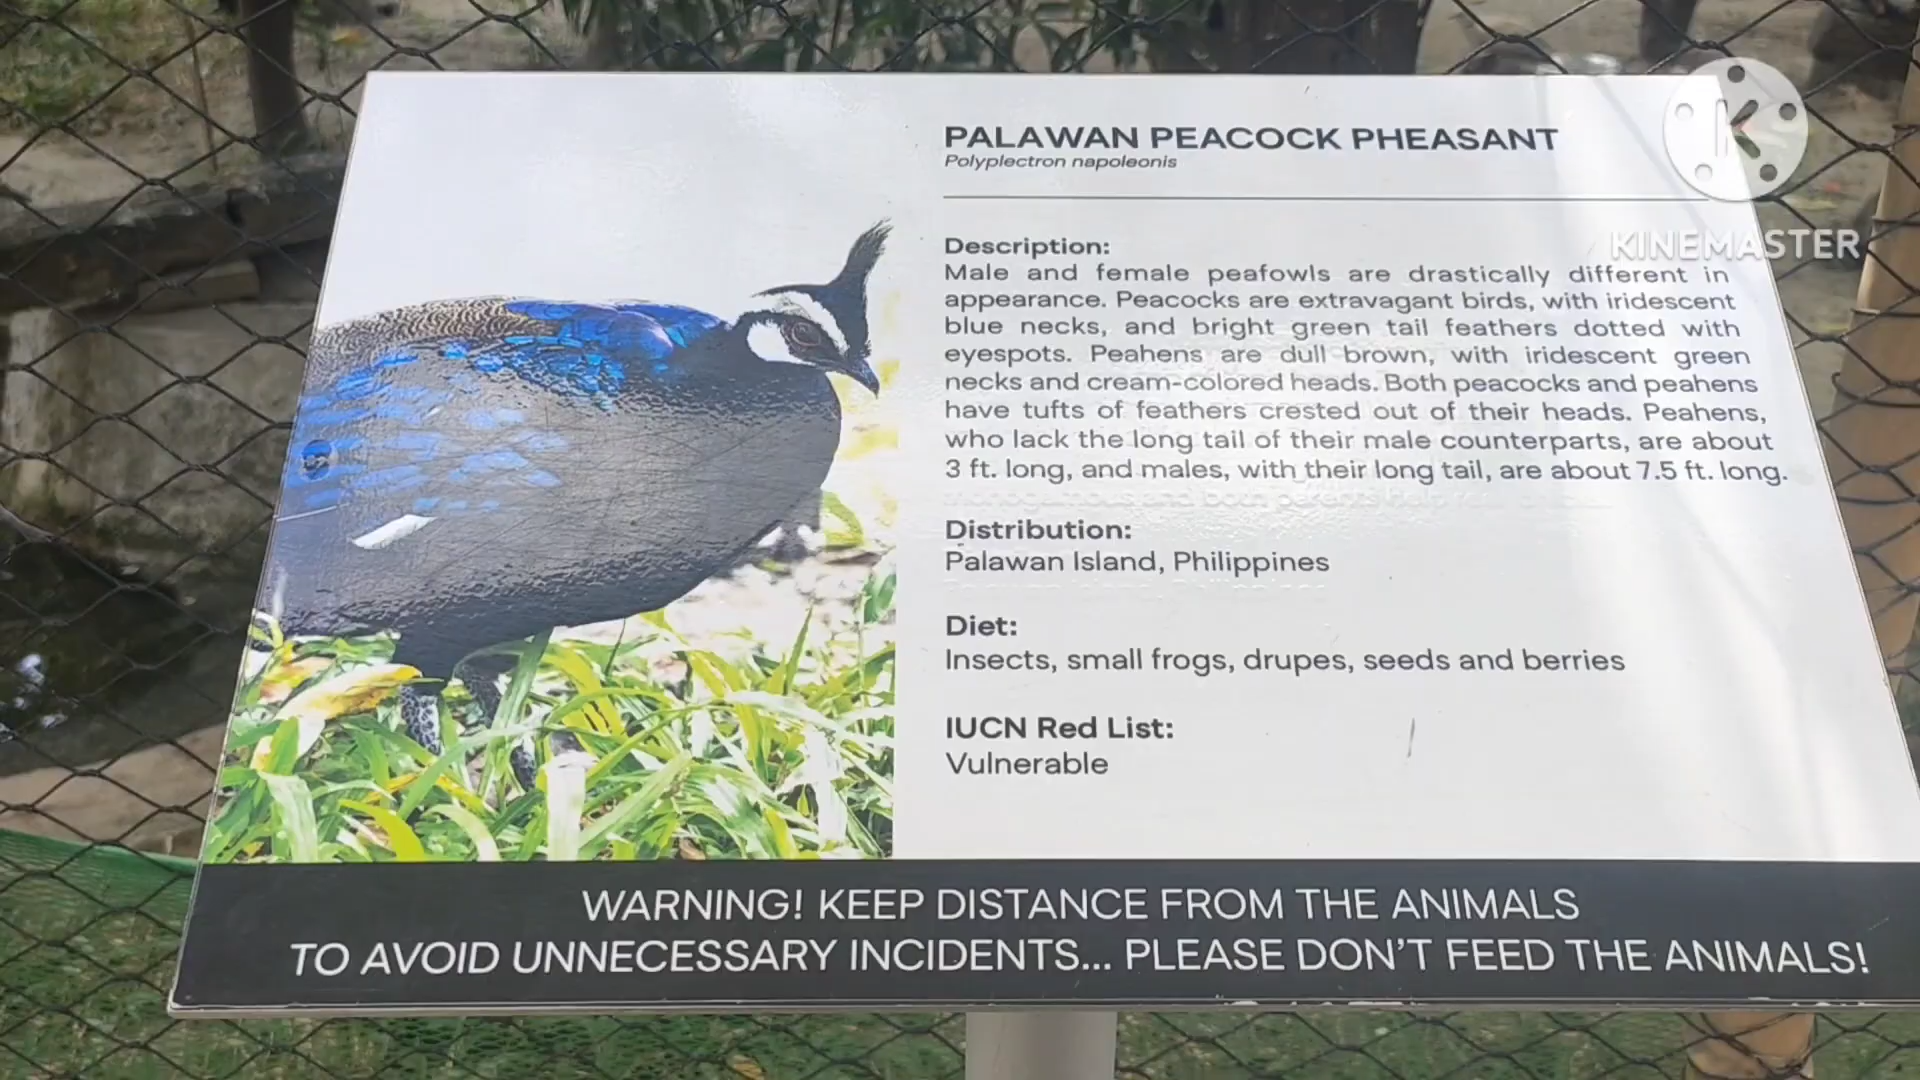 PALAWAN PEACOCK PHEASANT
Polyplectron napoleonis
K
KINEMASTER
Description:
Male and female peafowls are drastically different in
appearance. Peacocks are extravagant birds, with iridescent
blue necks, and bright green tail feathers dotted with
eyespots. Peahens are dull brown, with iridescent green
necks and cream-colored heads. Both peacocks and peahens
have tufts of feathers crested out of their heads. Peahens,
who lack the long tail of their male counterparts, are about
3 ft. long, and males, with their long tail, are about 7.5 ft. long.
Distribution:
Palawan Island, Philippines
Diet:
Insects, small frogs, drupes, seeds and berries
IUCN Red List:
Vulnerable
WARNING! KEEP DISTANCE FROM THE ANIMALS
TO AVOID UNNECESSARY INCIDENTS... PLEASE DON'T FEED THE ANIMALS!